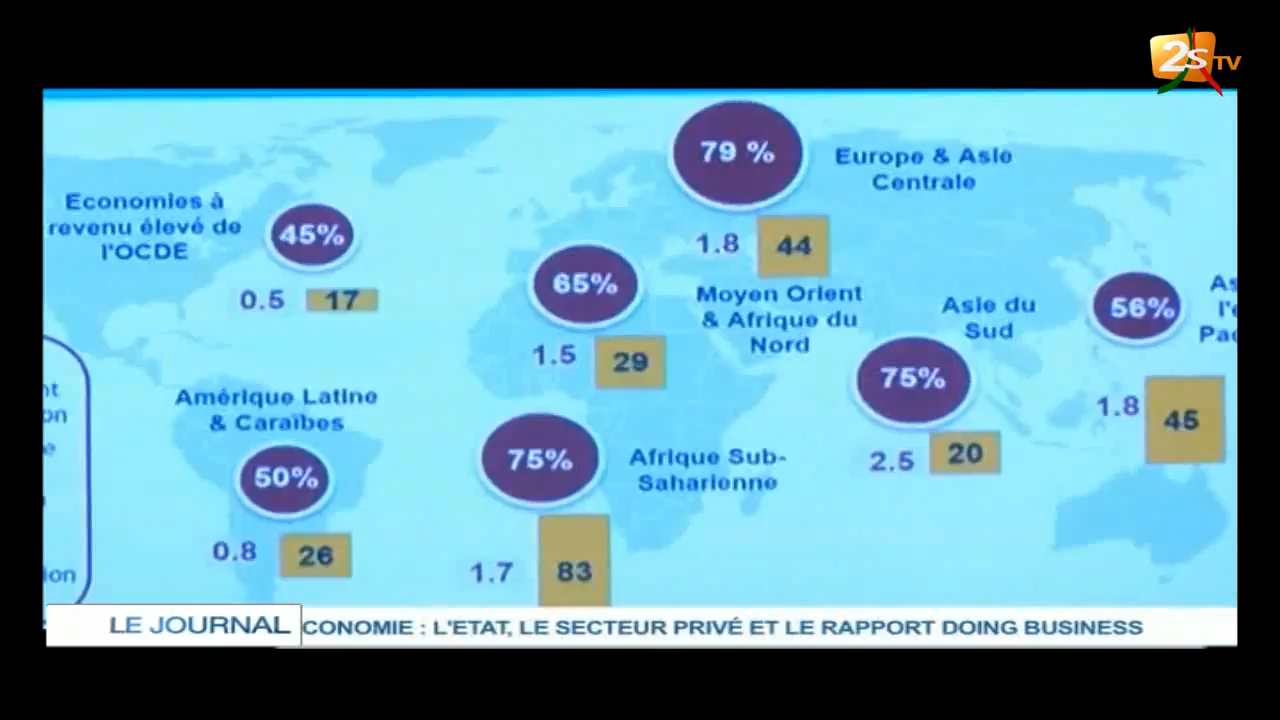 2s TV
79 %
Europe & Asie
Centrale
1.8
44
Economies à
revenu élevé de
l'OCDE
45%
0.5
17
65%
1.5
29
Moyen Orient
& Afrique du
Nord
Asie du
Sud
75%
2.5
20
56%
1.8
45
Amérique Latine
& Caraïbes
50%
0.8
26
75%
Afrique Sub-
Saharienne
1.7
83
LE JOURNAL
CONOMIE : L'ETAT, LE SECTEUR PRIVÉ ET LE RAPPORT DOING BUSINESS